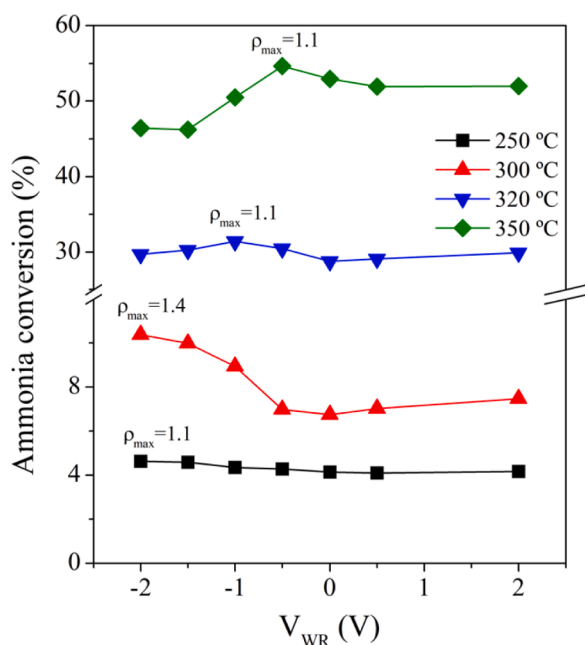 60
50
40
30
8
4
0
Ammonia conversion (%)
ρmax=1.1
250 ºC
300 ºC
320 ºC
350 ºC
ρmax=1.1
ρmax=1.4
ρmax=1.1
-2
-1
0
1
2
VWR (V)